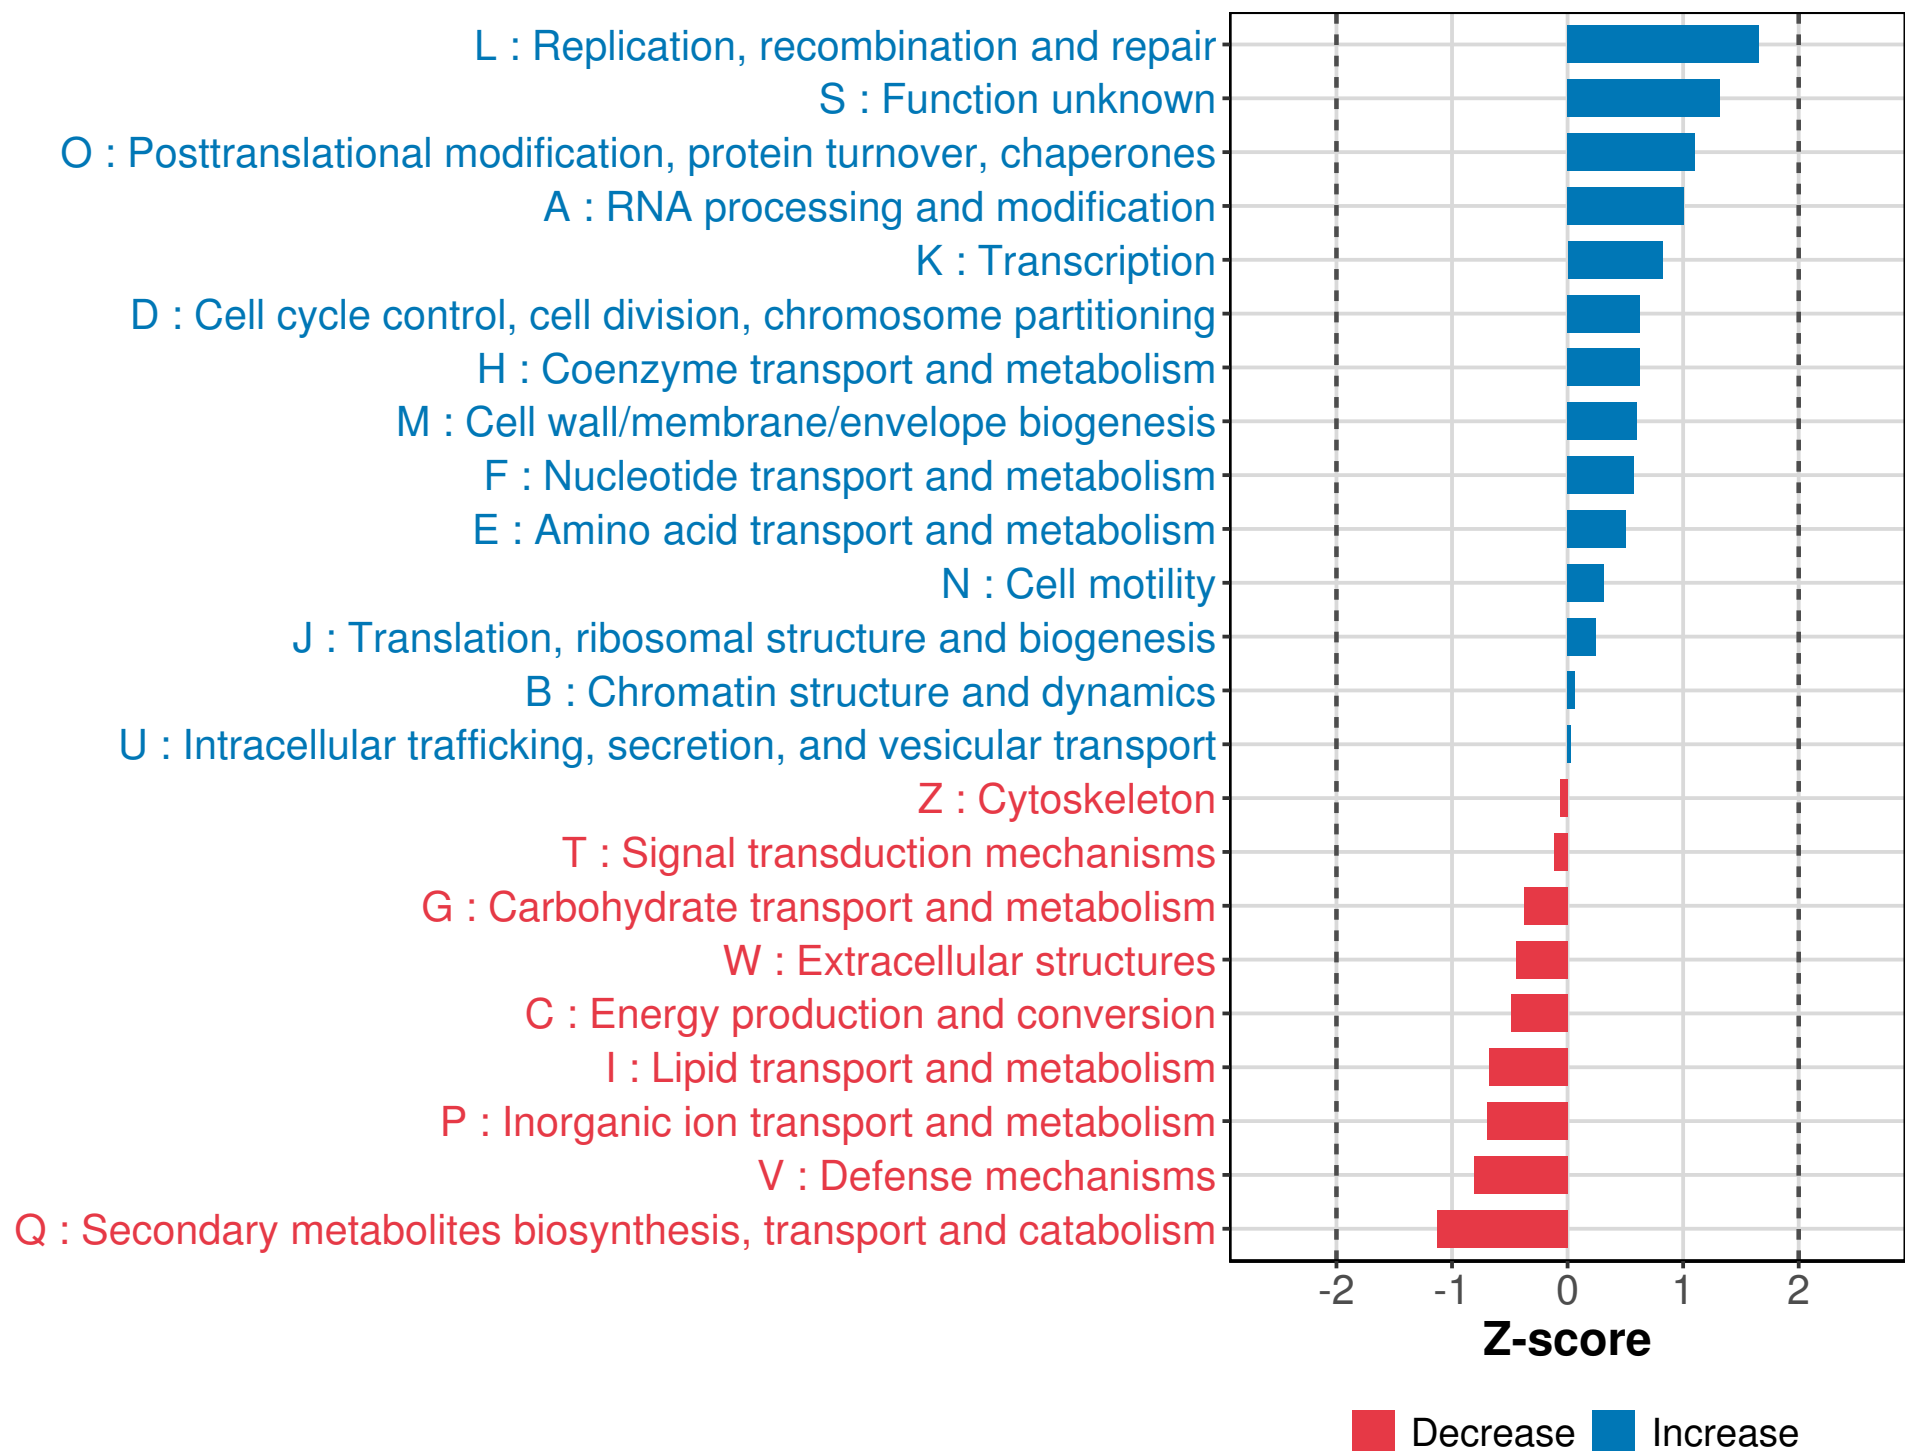 L : Replication, recombination and repair
S : Function unknown
O : Posttranslational modification, protein turnover, chaperones
A : RNA processing and modification
K : Transcription
D : Cell cycle control, cell division, chromosome partitioning
H : Coenzyme transport and metabolism
M : Cell wall/membrane/envelope biogenesis
F : Nucleotide transport and metabolism
E : Amino acid transport and metabolism
N : Cell motility
J : Translation, ribosomal structure and biogenesis
B : Chromatin structure and dynamics
U : Intracellular trafficking, secretion, and vesicular transport
Z : Cytoskeleton
T : Signal transduction mechanisms
G : Carbohydrate transport and metabolism
W : Extracellular structures
C : Energy production and conversion
I : Lipid transport and metabolism
P : Inorganic ion transport and metabolism
V : Defense mechanisms
Q : Secondary metabolites biosynthesis, transport and catabolism
-2 -1 0 1 2
Z-score
Decrease Increase